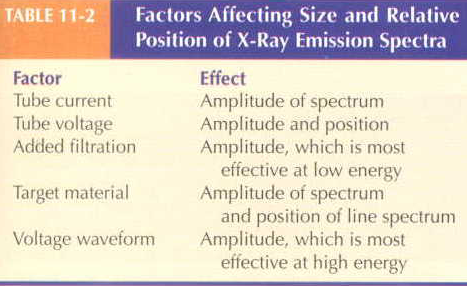 TABLE 11-2
Factors Affecting Size and Relative
Position of X-Ray Emission Spectra
Factor Effect
Tube current Amplitude of spectrum
Tube voltage Amplitude and position
Added filtration Amplitude, which is most
effective at low energy
Target material Amplitude of spectrum
and position of line spectrum
Voltage waveform Amplitude, which is most
effective at high energy